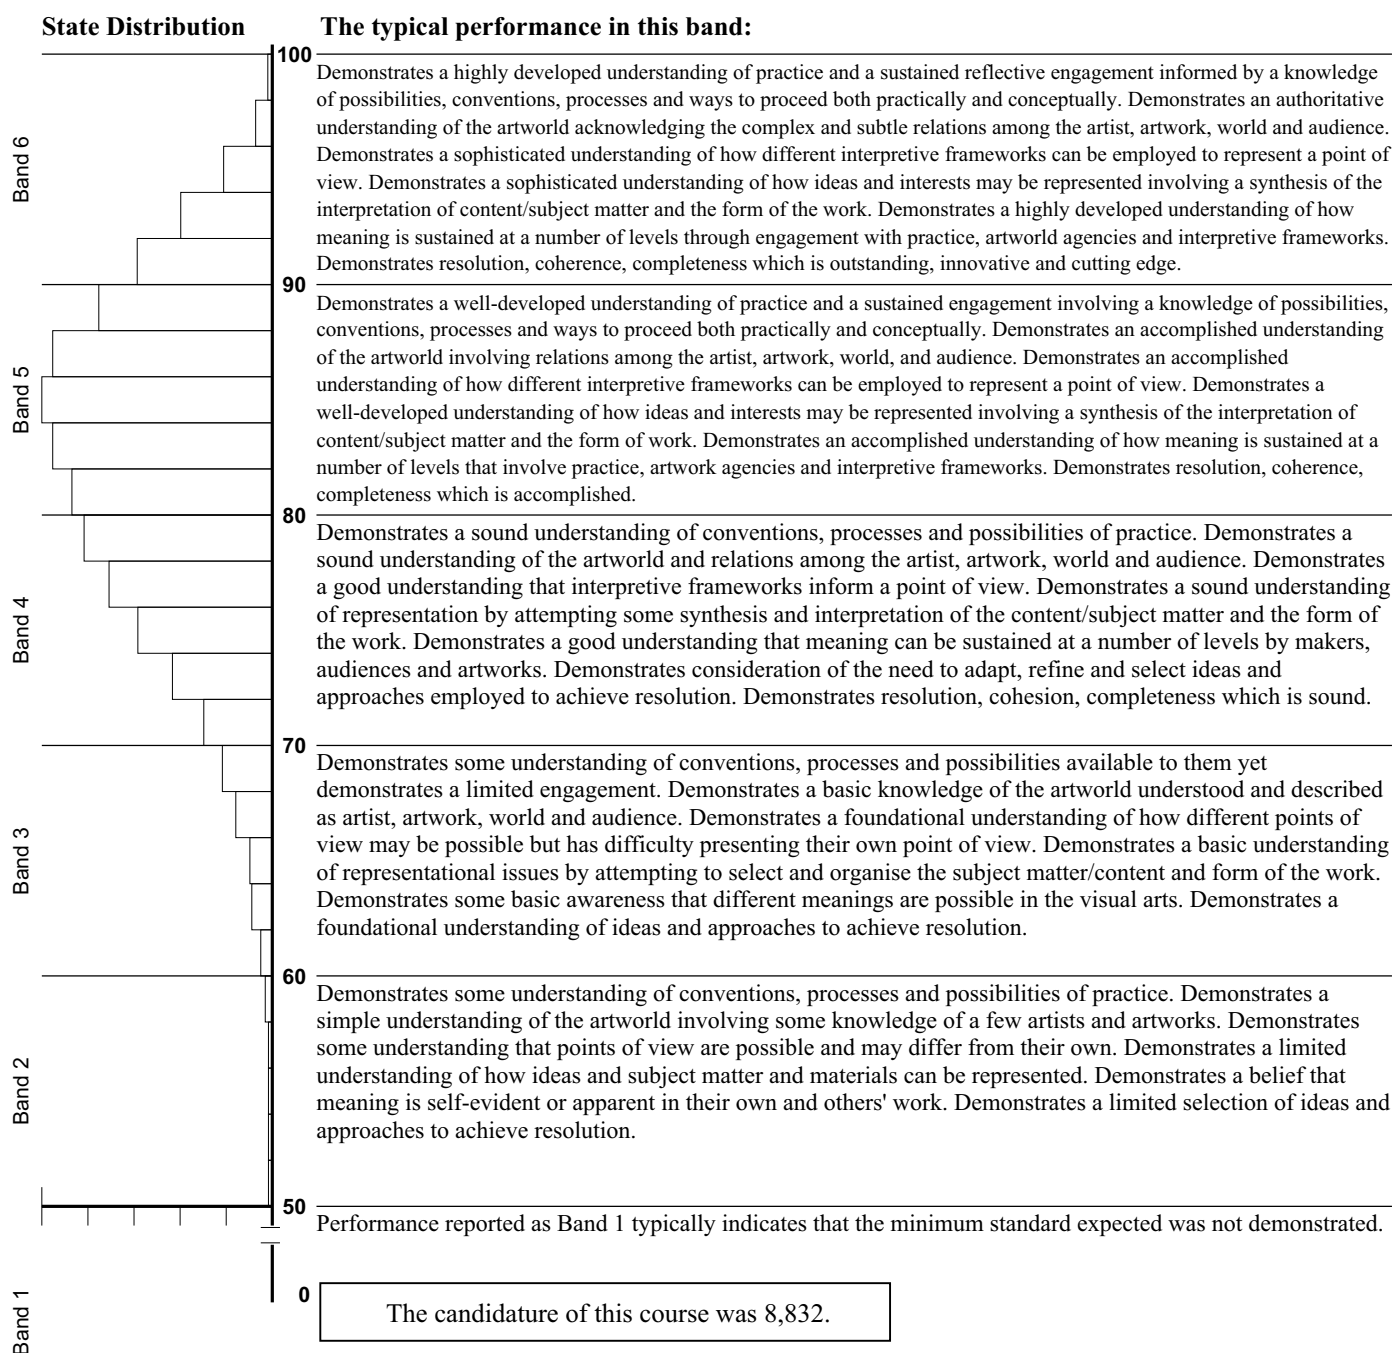 State Distribution
The typical performance in this band:
100
Demonstrates a highly developed understanding of practice and a sustained reflective engagement informed by a knowledge
of possibilities, conventions, processes and ways to proceed both practically and conceptually. Demonstrates an authoritative
understanding of the artworld acknowledging the complex and subtle relations among the artist, artwork, world and audience.
Demonstrates a sophisticated understanding of how different interpretive frameworks can be employed to represent a point of
view. Demonstrates a sophisticated understanding of how ideas and interests may be represented involving a synthesis of the
interpretation of content/subject matter and the form of the work. Demonstrates a highly developed understanding of how
meaning is sustained at a number of levels through engagement with practice, artworld agencies and interpretive frameworks.
Demonstrates resolution, coherence, completeness which is outstanding, innovative and cutting edge.
Band 6
90
Demonstrates a well-developed understanding of practice and a sustained engagement involving a knowledge of possibilities,
conventions, processes and ways to proceed both practically and conceptually. Demonstrates an accomplished understanding
of the artworld involving relations among the artist, artwork, world, and audience. Demonstrates an accomplished
understanding of how different interpretive frameworks can be employed to represent a point of view. Demonstrates a
well-developed understanding of how ideas and interests may be represented involving a synthesis of the interpretation of
content/subject matter and the form of work. Demonstrates an accomplished understanding of how meaning is sustained at a
number of levels that involve practice, artwork agencies and interpretive frameworks. Demonstrates resolution, coherence,
completeness which is accomplished.
Band 5
80
Demonstrates a sound understanding of conventions, processes and possibilities of practice. Demonstrates a
sound understanding of the artworld and relations among the artist, artwork, world and audience. Demonstrates
a good understanding that interpretive frameworks inform a point of view. Demonstrates a sound understanding
of representation by attempting some synthesis and interpretation of the content/subject matter and the form of
the work. Demonstrates a good understanding that meaning can be sustained at a number of levels by makers,
audiences and artworks. Demonstrates consideration of the need to adapt, refine and select ideas and
approaches employed to achieve resolution. Demonstrates resolution, cohesion, completeness which is sound.
Band 4
70
Demonstrates some understanding of conventions, processes and possibilities available to them yet
demonstrates a limited engagement. Demonstrates a basic knowledge of the artworld understood and described
as artist, artwork, world and audience. Demonstrates a foundational understanding of how different points of
view may be possible but has difficulty presenting their own point of view. Demonstrates a basic understanding
of representational issues by attempting to select and organise the subject matter/content and form of the work.
Demonstrates some basic awareness that different meanings are possible in the visual arts. Demonstrates a
foundational understanding of ideas and approaches to achieve resolution.
Band 3
60
Demonstrates some understanding of conventions, processes and possibilities of practice. Demonstrates a
simple understanding of the artworld involving some knowledge of a few artists and artworks. Demonstrates
some understanding that points of view are possible and may differ from their own. Demonstrates a limited
understanding of how ideas and subject matter and materials can be represented. Demonstrates a belief that
meaning is self-evident or apparent in their own and others' work. Demonstrates a limited selection of ideas and
approaches to achieve resolution.
Band 2
50
Performance reported as Band 1 typically indicates that the minimum standard expected was not demonstrated.
0
Band 1
The candidature of this course was 8,832.